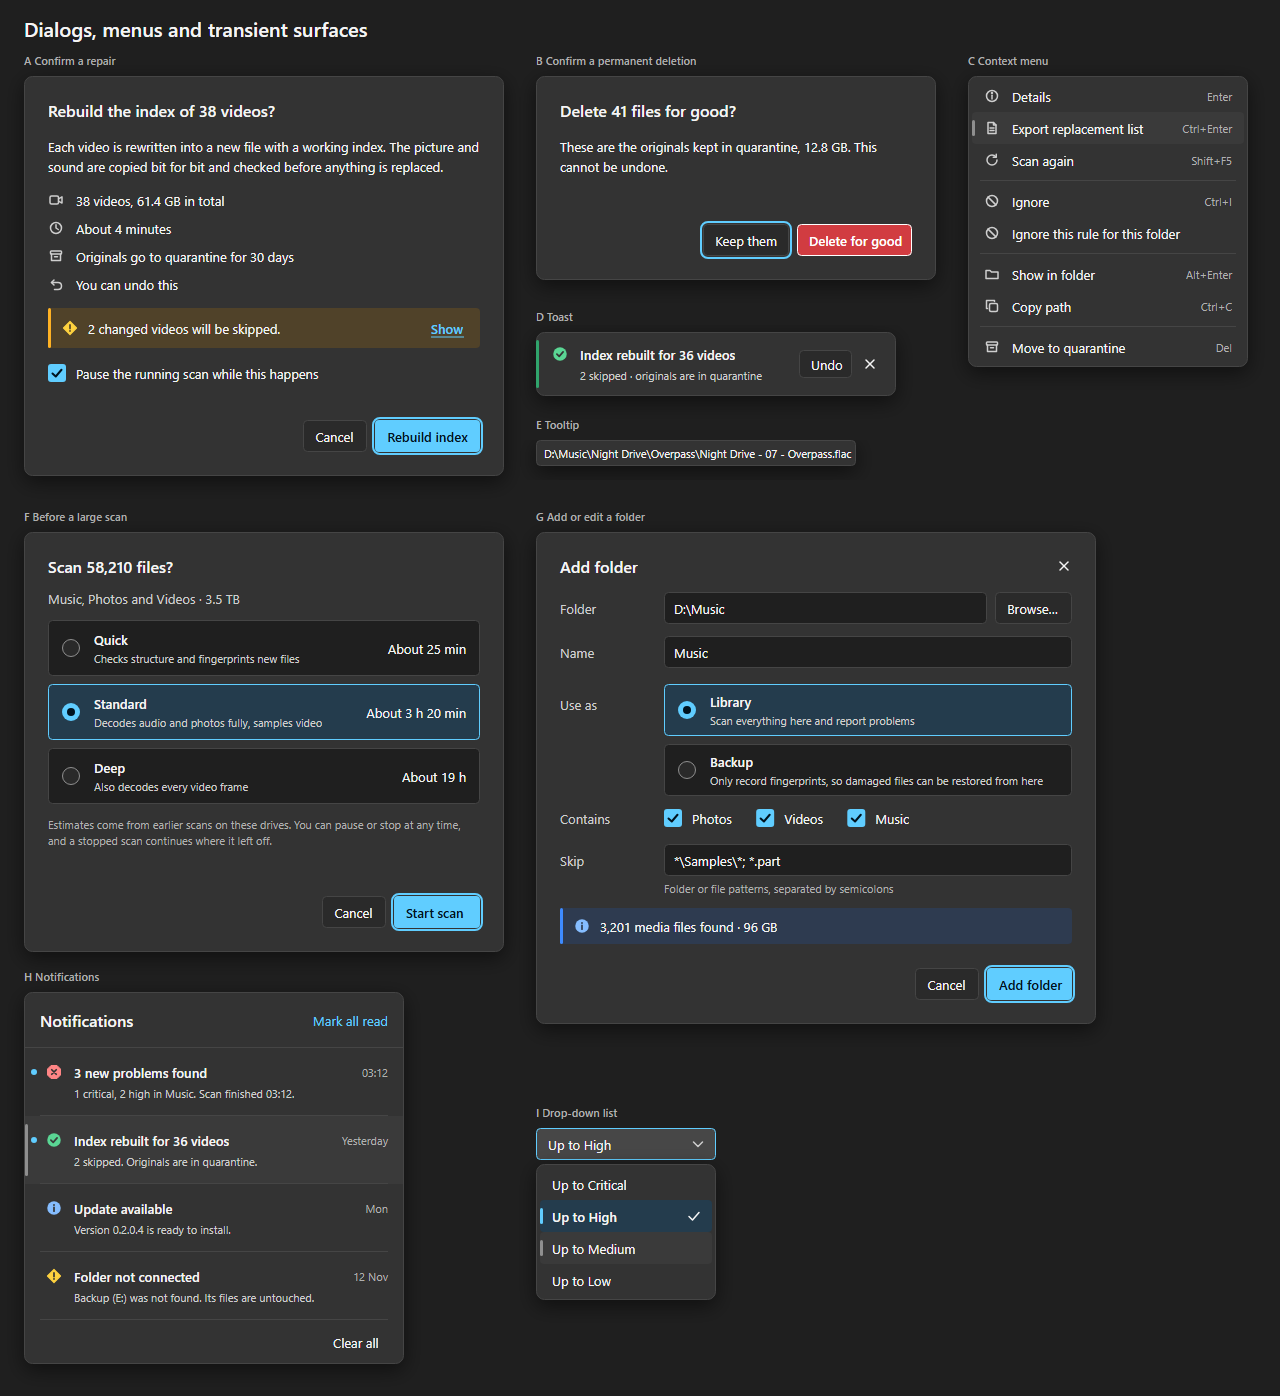 Dialogs, menus and transient surfaces
A Confirm a repair
Rebuild the index of 38 videos?
Each video is rewritten into a new file with a working index. The picture and
sound are copied bit for bit and checked before anything is replaced.
38 videos, 61.4 GB in total
About 4 minutes
Originals go to quarantine for 30 days
You can undo this
2 changed videos will be skipped. Show
Pause the running scan while this happens
Cancel Rebuild index
B Confirm a permanent deletion
Delete 41 files for good?
These are the originals kept in quarantine, 12.8 GB. This
cannot be undone.
Keep them Delete for good
C Context menu
Details Enter
Export replacement list Ctrl+Enter
Scan again Shift+F5
Ignore Ctrl+I
Ignore this rule for this folder
Show in folder Alt+Enter
Copy path Ctrl+C
Move to quarantine Del
D Toast
Index rebuilt for 36 videos
2 skipped · originals are in quarantine
Undo
E Tooltip
D:\Music\Night Drive\Overpass\Night Drive - 07 - Overpass.flac
F Before a large scan
Scan 58,210 files?
Music, Photos and Videos · 3.5 TB
Quick
Checks structure and fingerprints new files
About 25 min
Standard
Decodes audio and photos fully, samples video
About 3 h 20 min
Deep
Also decodes every video frame
About 19 h
Estimates come from earlier scans on these drives. You can pause or stop at any time,
and a stopped scan continues where it left off.
Cancel Start scan
G Add or edit a folder
Add folder
Folder D:\Music Browse...
Name Music
Use as
Library
Scan everything here and report problems
Backup
Only record fingerprints, so damaged files can be restored from here
Contains Photos Videos Music
Skip *\Samples\*; *.part
Folder or file patterns, separated by semicolons
3,201 media files found · 96 GB
Cancel Add folder
H Notifications
Notifications Mark all read
3 new problems found 03:12
1 critical, 2 high in Music. Scan finished 03:12.
Index rebuilt for 36 videos Yesterday
2 skipped. Originals are in quarantine.
Update available Mon
Version 0.2.0.4 is ready to install.
Folder not connected 12 Nov
Backup (E:) was not found. Its files are untouched.
Clear all
I Drop-down list
Up to High
Up to Critical
Up to High
Up to Medium
Up to Low